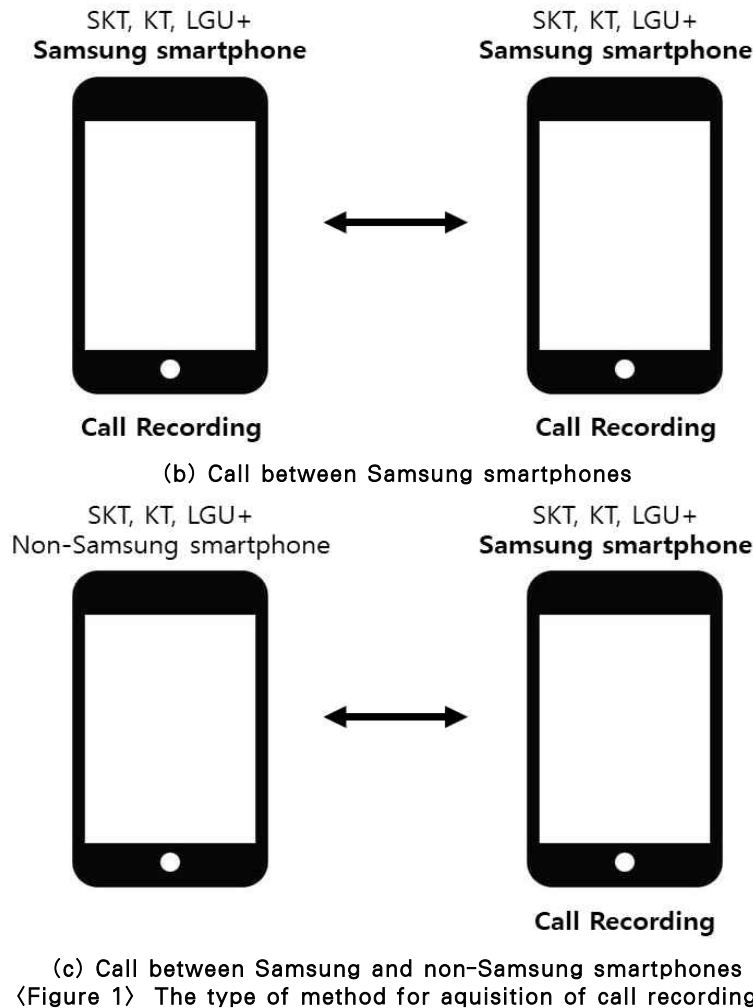 SKT, KT, LGU+ SKT, KT, LGU+
Samsung smartphone Samsung smartphone
Call Recording Call Recording
(b) Call between Samsung smartphones
SKT, KT, LGU+ SKT, KT, LGU+
Non-Samsung smartphone Samsung smartphone
Call Recording
(c) Call between Samsung and non-Samsung smartphones
〈Figure 1〉 The type of method for aquisition of call recording